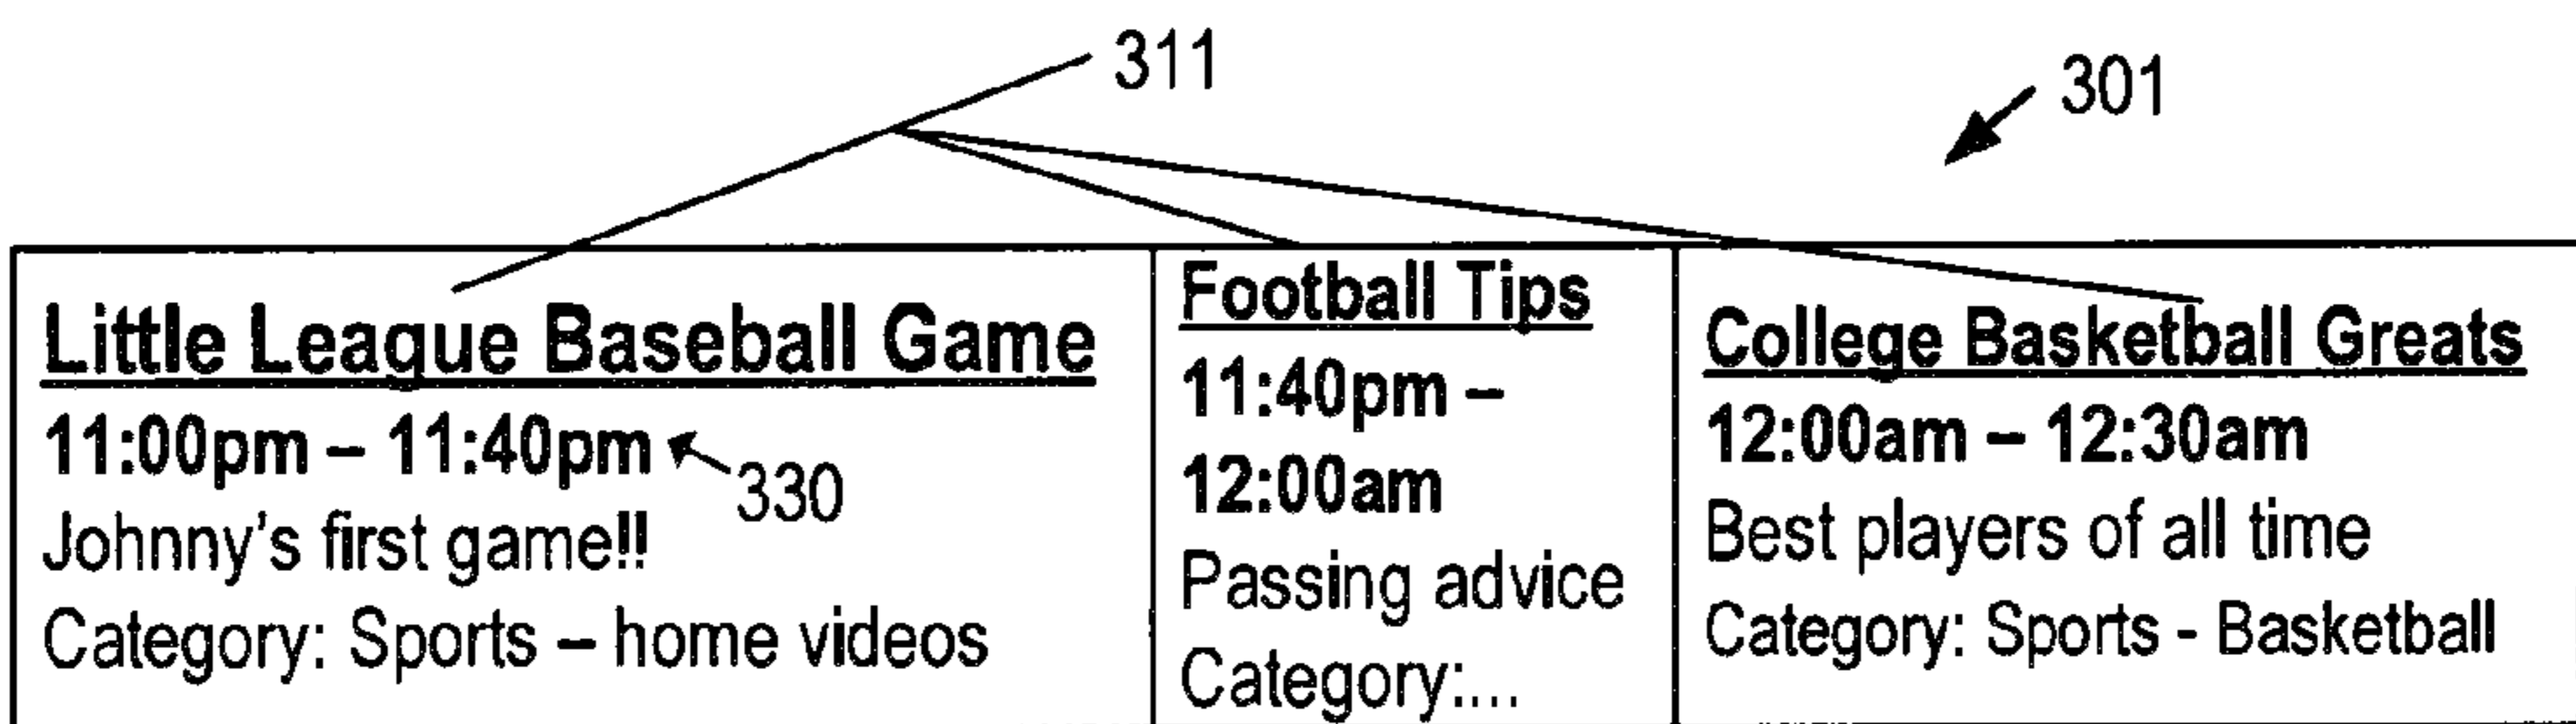 311
301
Little League Baseball Game
11:00pm – 11:40pm
330
Johnny's first game!!
Category: Sports – home videos
Football Tips
11:40pm –
12:00am
Passing advice
Category:...
College Basketball Greats
12:00am – 12:30am
Best players of all time
Category: Sports - Basketball